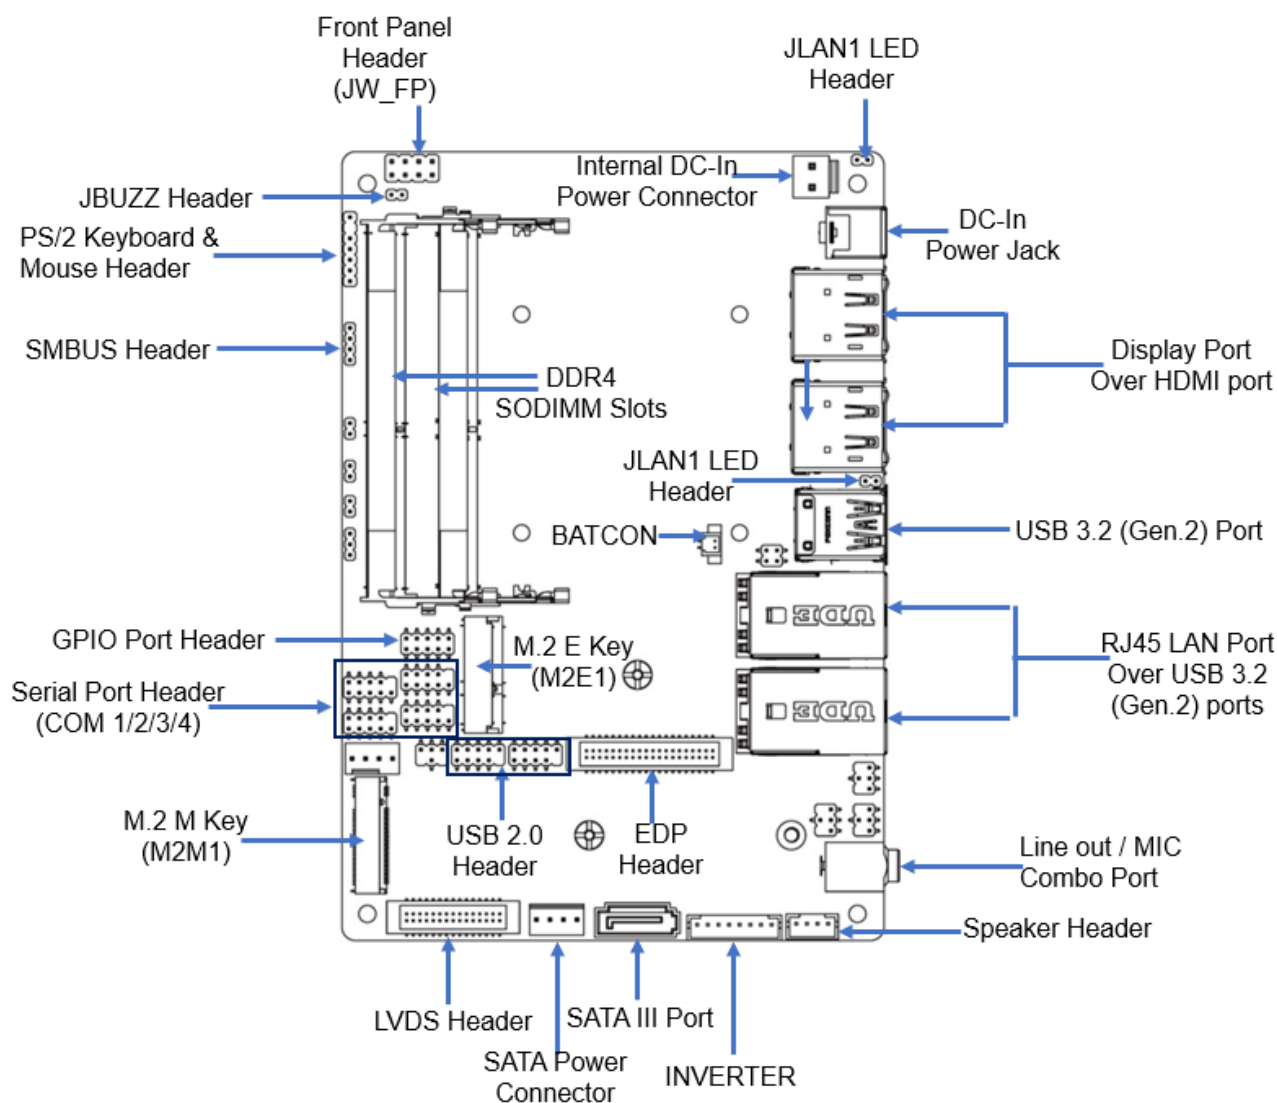 Front Panel
Header
(JW_FP)
JLAN1 LED
Header
Internal DC-In
Power Connector
JBUZZ Header
PS/2 Keyboard &
Mouse Header
DC-In
Power Jack
SMBUS Header
DDR4
SODIMM Slots
Display Port
Over HDMI port
JLAN1 LED
Header
BATCON
FOXCONN
USB 3.2 (Gen.2) Port
UDE
GPIO Port Header
M.2 E Key
(M2E1)
RJ45 LAN Port
Over USB 3.2
(Gen.2) ports
Serial Port Header
(COM 1/2/3/4)
UDE
M.2 M Key
(M2M1)
USB 2.0
Header
EDP
Header
Line out / MIC
Combo Port
Speaker Header
LVDS Header
SATA III Port
SATA Power
Connector
INVERTER